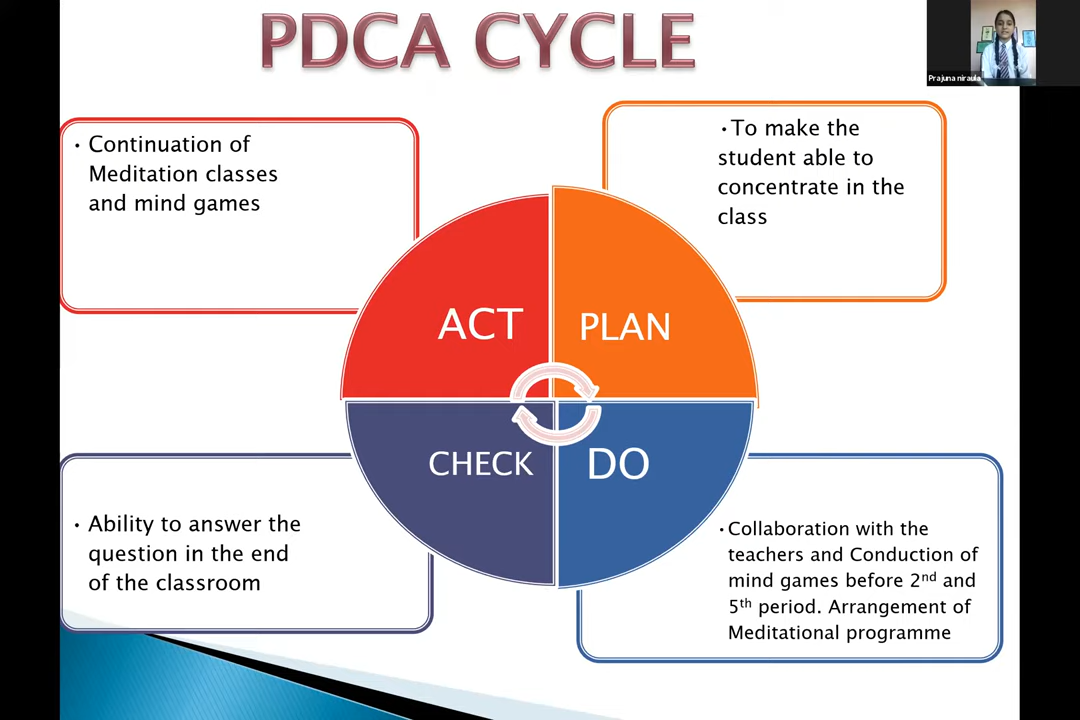 PDCA CYCLE
Prajuna niraula
• Continuation of
Meditation classes
and mind games
•To make the
student able to
concentrate in the
class
ACT
PLAN
CHECK
DO
• Ability to answer the
question in the end
of the classroom
•Collaboration with the
teachers and Conduction of
mind games before 2nd and
5th period. Arrangement of
Meditational programme